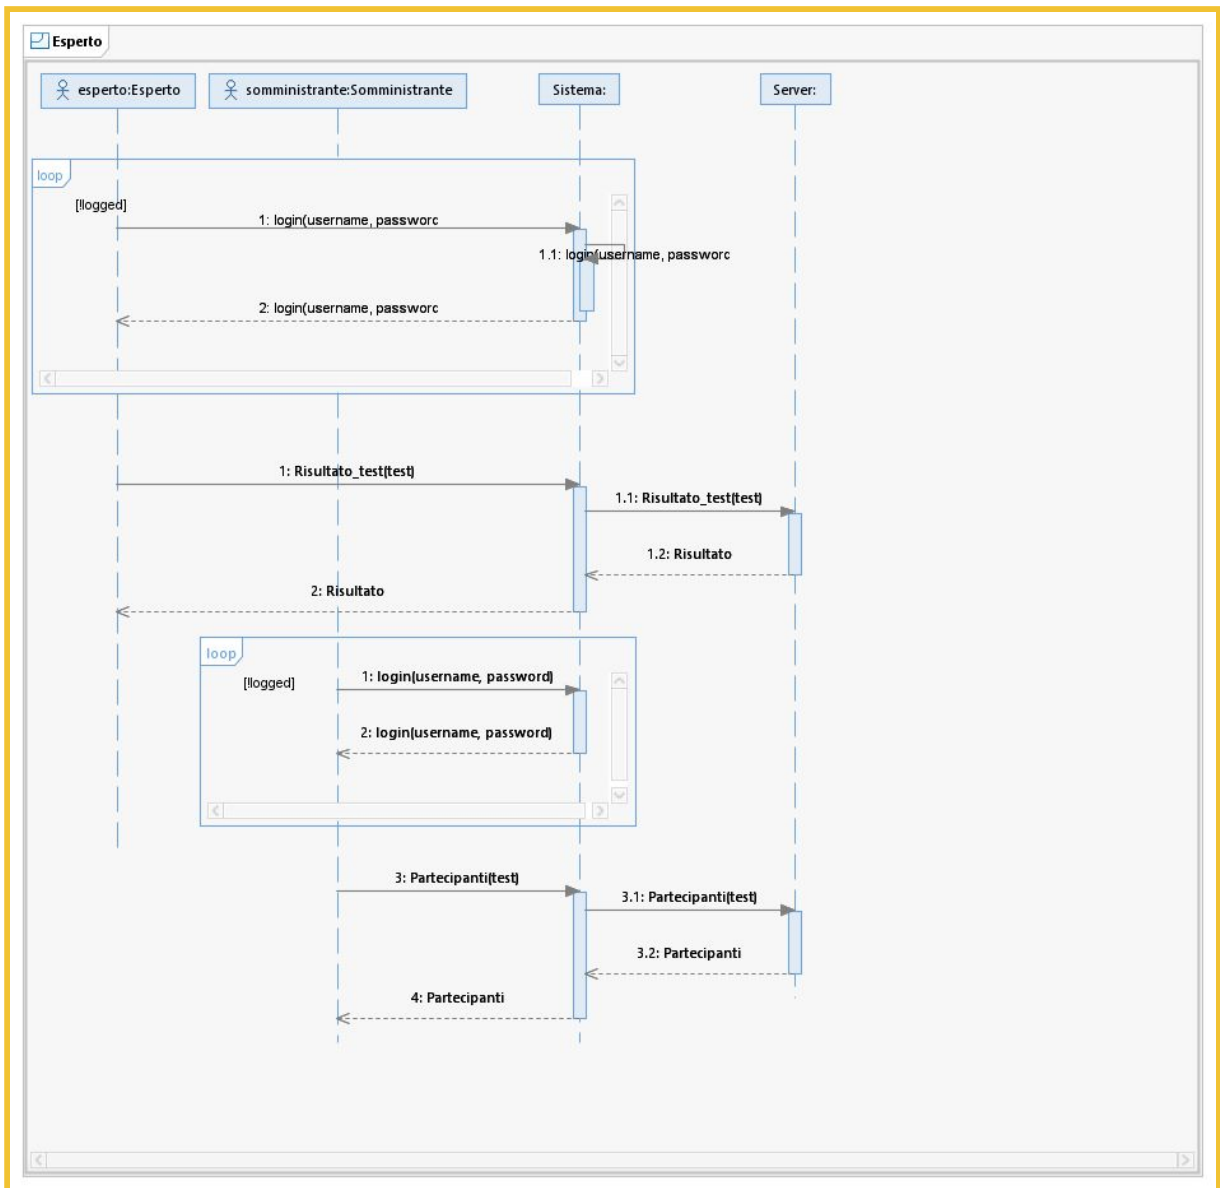 Esperto
esperto:Esperto
somministrante:Somministrante
Sistema:
Server:
loop
[!logged]
1: login(username, passworc
1.1: login(username, passworc
2: login(username, passworc
1: Risultato_test(test)
1.1: Risultato_test(test)
1.2: Risultato
2: Risultato
loop
[!logged]
1: login(username, password)
2: login(username, password)
3: Partecipanti(test)
3.1: Partecipanti(test)
3.2: Partecipanti
4: Partecipanti